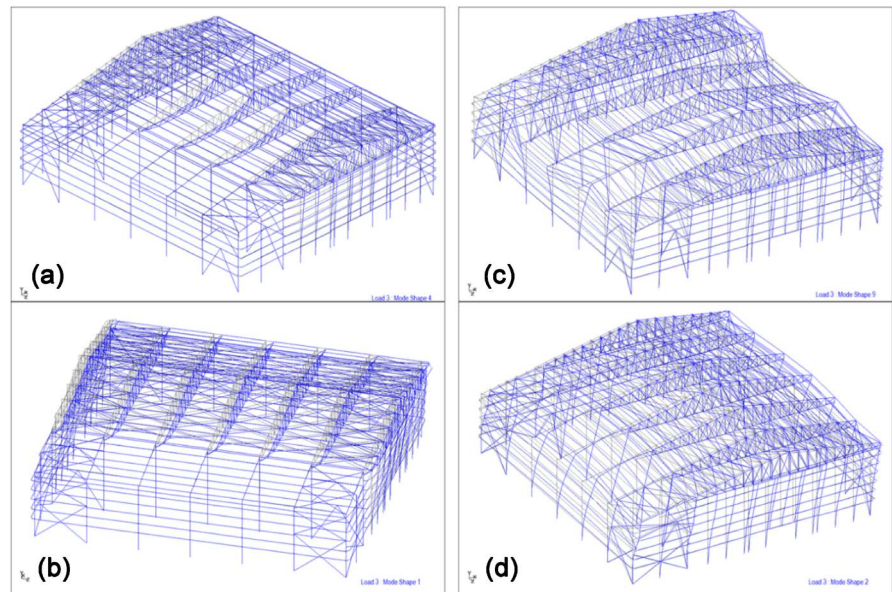 (a)
Load 3 : Mode Shape 4
(c)
Load 3 : Mode Shape 9
(b)
Load 3 : Mode Shape 1
(d)
Load 3 : Mode Shape 2